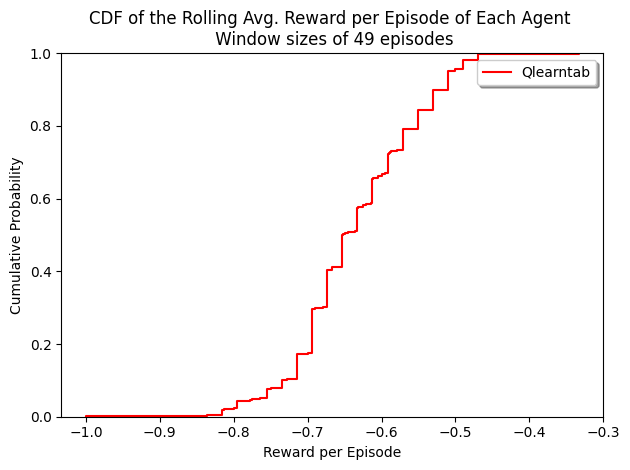 CDF of the Rolling Avg. Reward per Episode of Each Agent
Window sizes of 49 episodes
Qlearntab
1.0
0.8
0.6
0.4
0.2
0.0
Cumulative Probability
−1.0 −0.9 −0.8 −0.7 −0.6 −0.5 −0.4 −0.3
Reward per Episode